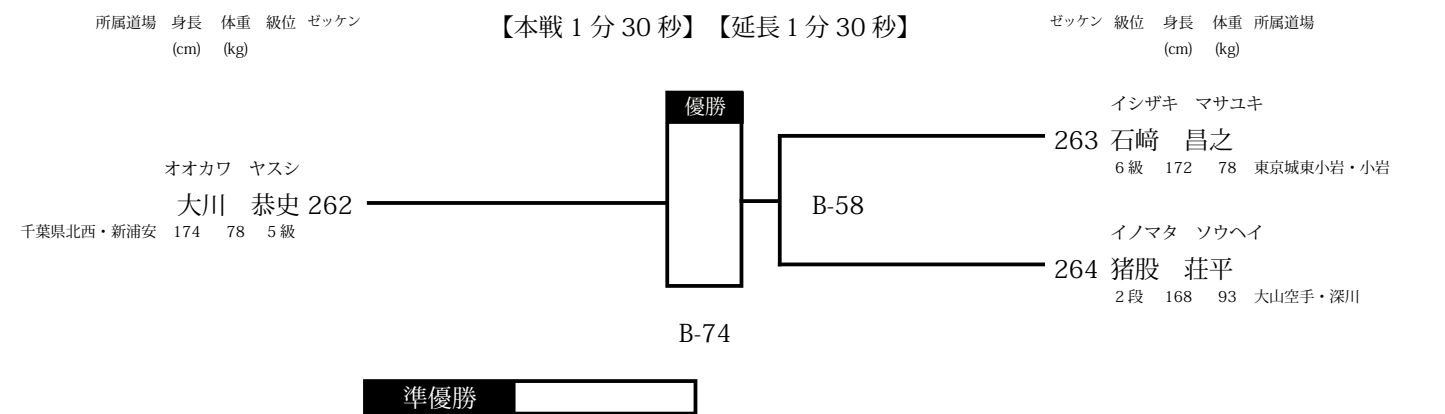 所属道場 身長 体重 級位 ゼッケン 【本戦 1 分 30 秒】【延長 1 分 30 秒】 ゼッケン 級位 身長 体重 所属道場
(cm) (kg) (cm) (kg)
優勝
イシザキ マサユキ
263 石﨑 昌之
6 級 172 78 東京城東小岩・小岩
オオカワ ヤスシ
大川 恭史 262
千葉県北西・新浦安 174 78 5 級
B-58
イノマタ ソウヘイ
264 猪股 荘平
2 段 168 93 大山空手・深川
B-74
準優勝